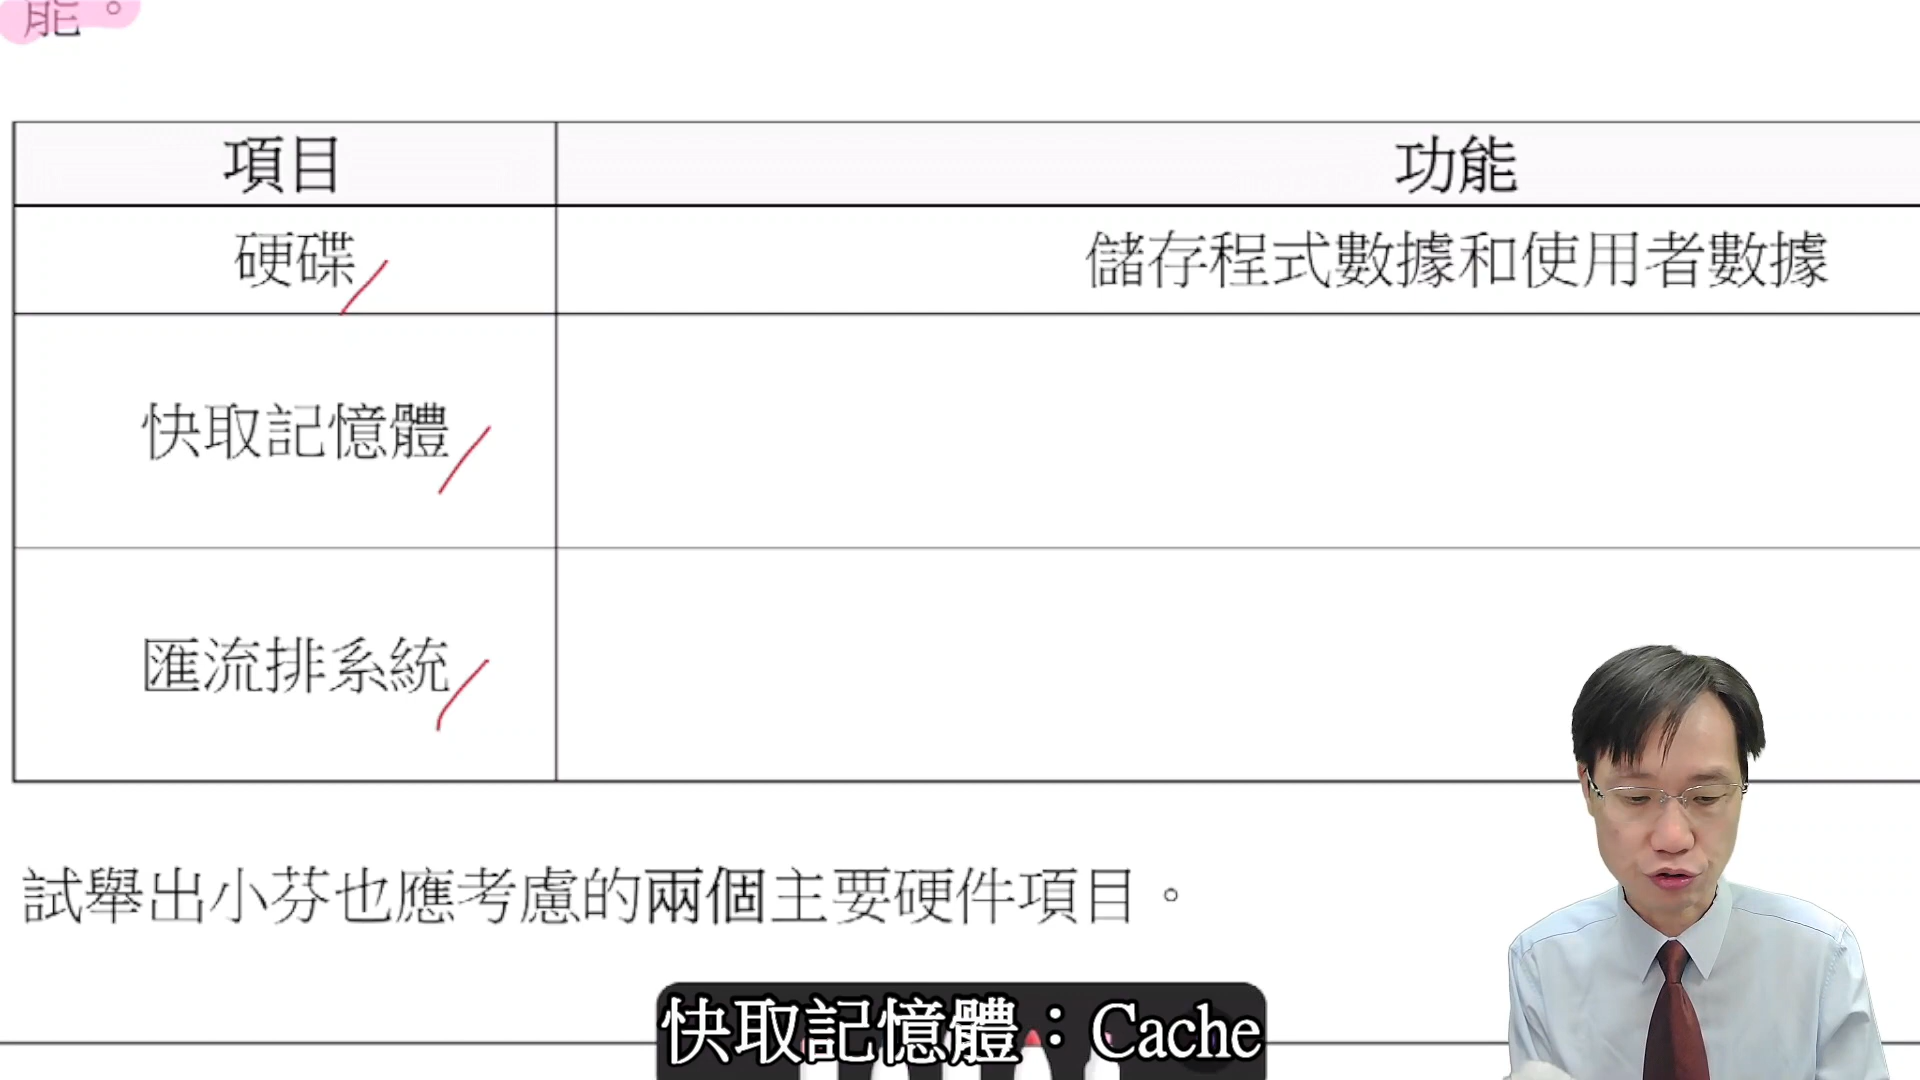 能。
項目 功能
硬碟 儲存程式數據和使用者數據
快取記憶體
匯流排系統
試舉出小芬也應考慮的兩個主要硬件項目。
快取記憶體：Cache